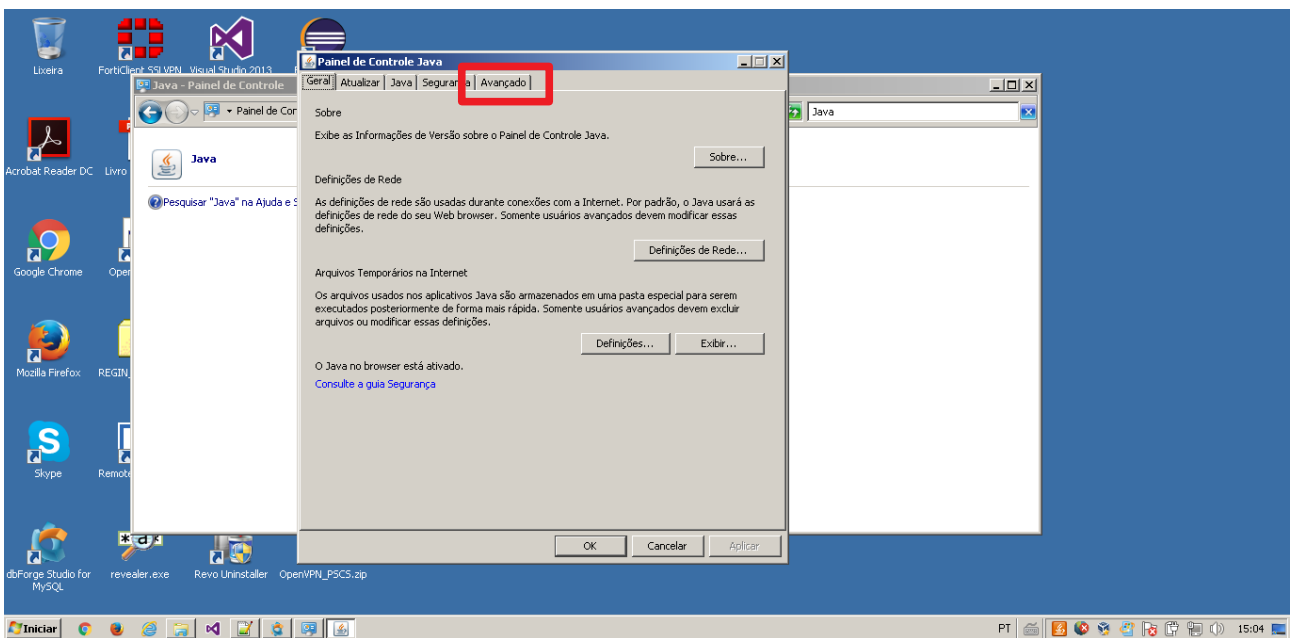 Lixeira
FortiClient SSL VPN
Visual Studio 2013
Painel de Controle Java
Java - Painel de Controle
Geral Atualizar Java Segurança Avançado
Painel de Con
Java
Sobre
Exibe as Informações de Versão sobre o Painel de Controle Java.
Sobre...
Java
Acrobat Reader DC
Livro
Definições de Rede
Pesquisar "Java" na Ajuda e S
As definições de rede são usadas durante conexões com a Internet. Por padrão, o Java usará as
definições de rede do seu Web browser. Somente usuários avançados devem modificar essas
definições.
Definições de Rede...
Google Chrome
Oper
Arquivos Temporários na Internet
Os arquivos usados nos aplicativos Java são armazenados em uma pasta especial para serem
executados posteriormente de forma mais rápida. Somente usuários avançados devem excluir
arquivos ou modificar essas definições.
Definições... Exibir...
O Java no browser está ativado.
Consulte a guia Segurança
Mozilla Firefox
REGIN_
Skype
Remote
OK Cancelar Aplicar
dbForge Studio for
MySQL
revealer.exe
Revo Uninstaller
OpenVPN_PSCS.zip
Iniciar
PT
15:04